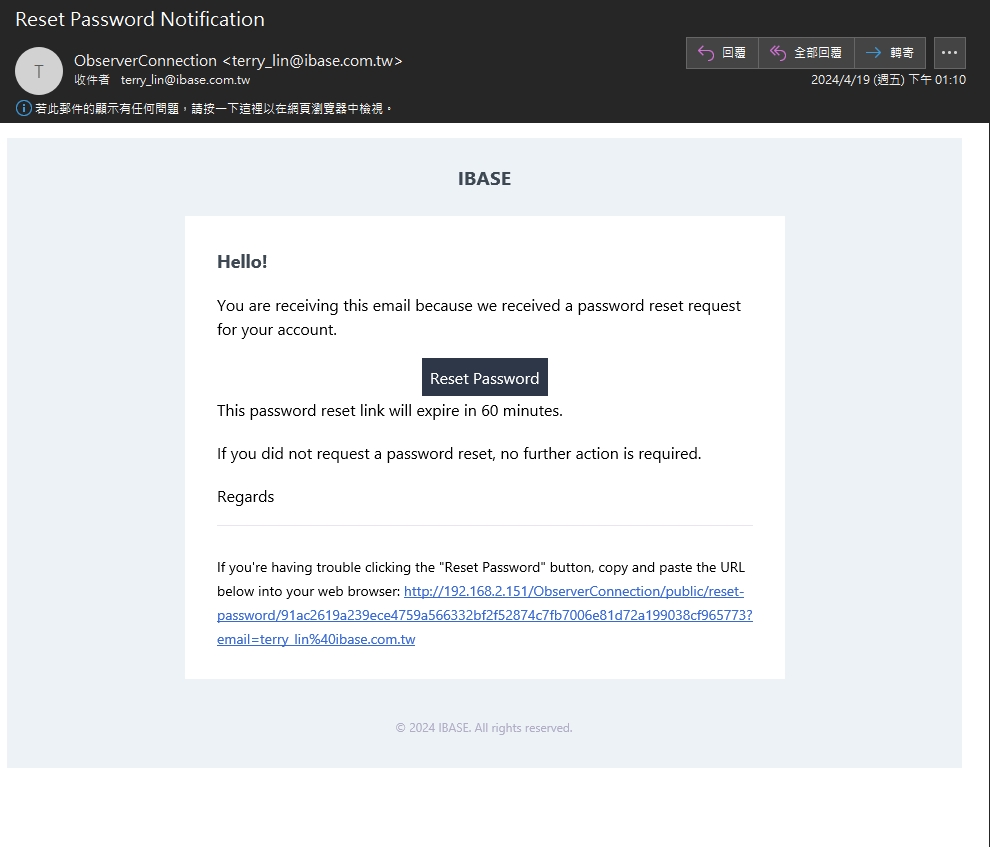 Reset Password Notification
T
ObserverConnection <terry_lin@ibase.com.tw>
收件者 terry_lin@ibase.com.tw
回覆
全部回覆
轉寄
2024/4/19 (週五) 下午 01:10
若此郵件的顯示有任何問題，請按一下這裡以在網頁瀏覽器中檢視。
IBASE
Hello!
You are receiving this email because we received a password reset request
for your account.
Reset Password
This password reset link will expire in 60 minutes.
If you did not request a password reset, no further action is required.
Regards
If you're having trouble clicking the "Reset Password" button, copy and paste the URL
below into your web browser: http://192.168.2.151/ObserverConnection/public/reset-
password/91ac2619a239ece4759a566332bf2f52874c7fb7006e81d72a199038cf965773?
email=terry_lin%40ibase.com.tw
© 2024 IBASE. All rights reserved.